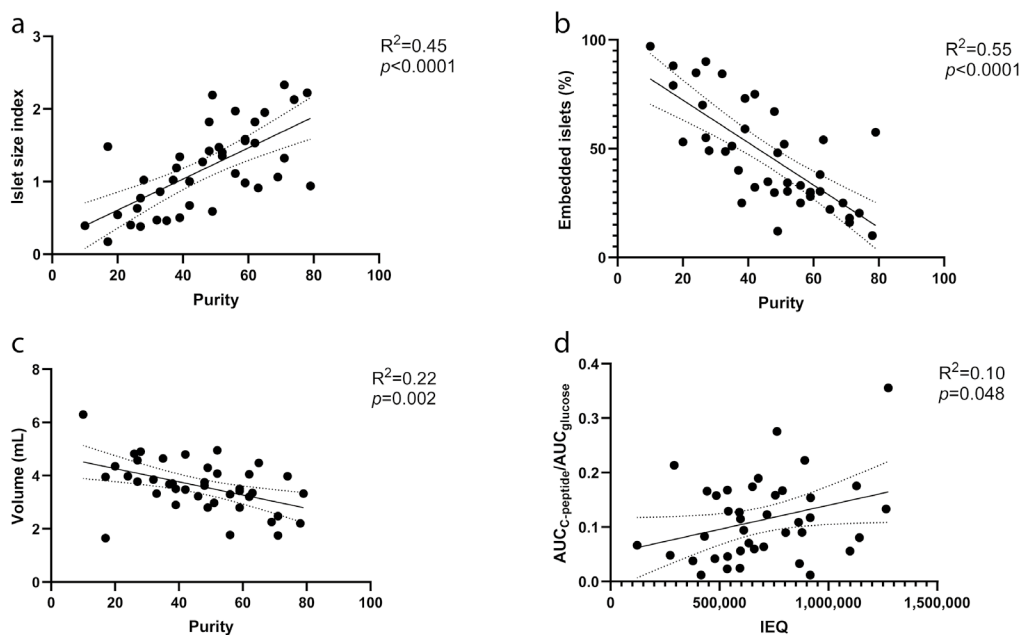 a
3
2
1
0
Islet size index
0 20 40 60 80 100
Purity
R²=0.45
p<0.0001
b
100
50
0
Embedded islets (%)
0 20 40 60 80 100
Purity
R²=0.55
p<0.0001
c
8
6
4
2
0
Volume (mL)
0 20 40 60 80 100
Purity
R²=0.22
p=0.002
d
0.4
0.3
0.2
0.1
0.0
AUC_C-peptide/AUC_glucose
0 500,000 1,000,000 1,500,000
IEQ
R²=0.10
p=0.048